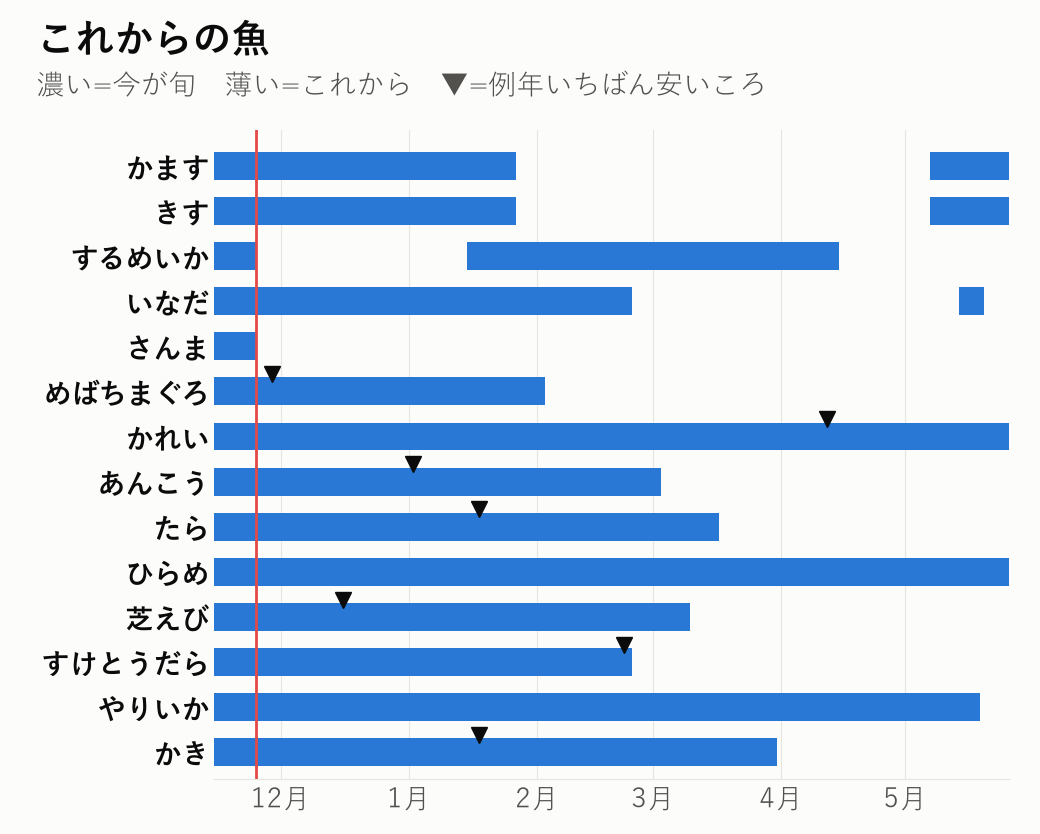 これからの魚
濃い=今が旬　薄い=これから　▼=例年いちばん安いころ
かます
きす
するめいか
いなだ
さんま
めばちまぐろ
かれい
あんこう
たら
ひらめ
芝えび
すけとうだら
やりいか
かき
12月　1月　2月　3月　4月　5月